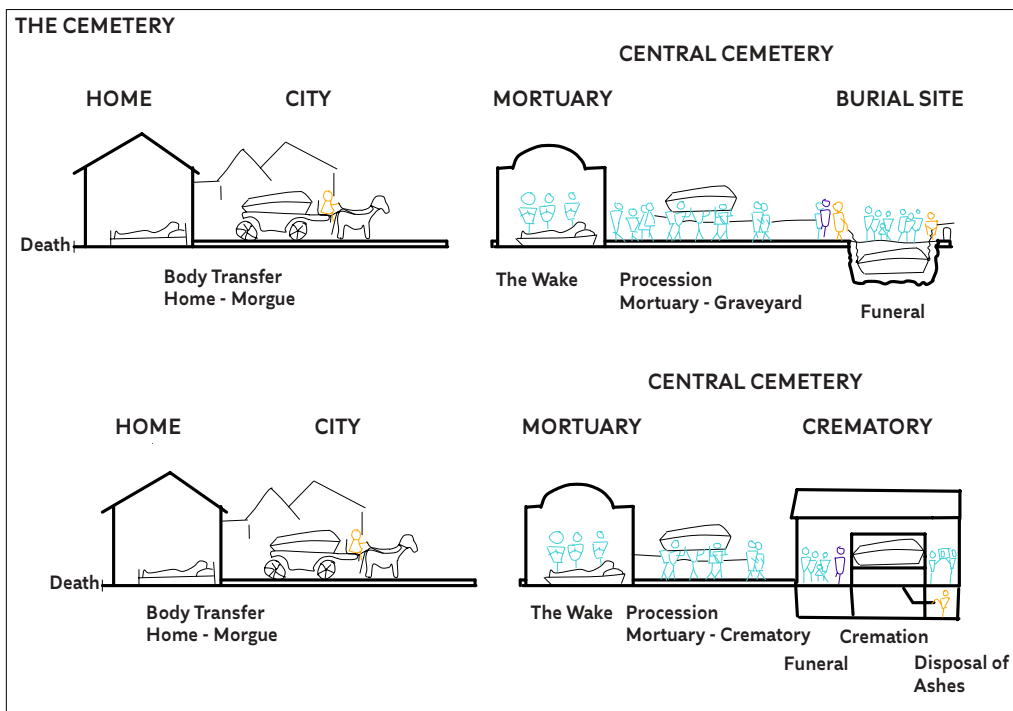 THE CEMETERY
CENTRAL CEMETERY
HOME
CITY
MORTUARY
BURIAL SITE
Death
Body Transfer
Home - Morgue
The Wake
Procession
Mortuary - Graveyard
Funeral
CENTRAL CEMETERY
HOME
CITY
MORTUARY
CREMATORY
Death
Body Transfer
Home - Morgue
The Wake
Procession
Mortuary - Crematory
Funeral
Cremation
Disposal of
Ashes